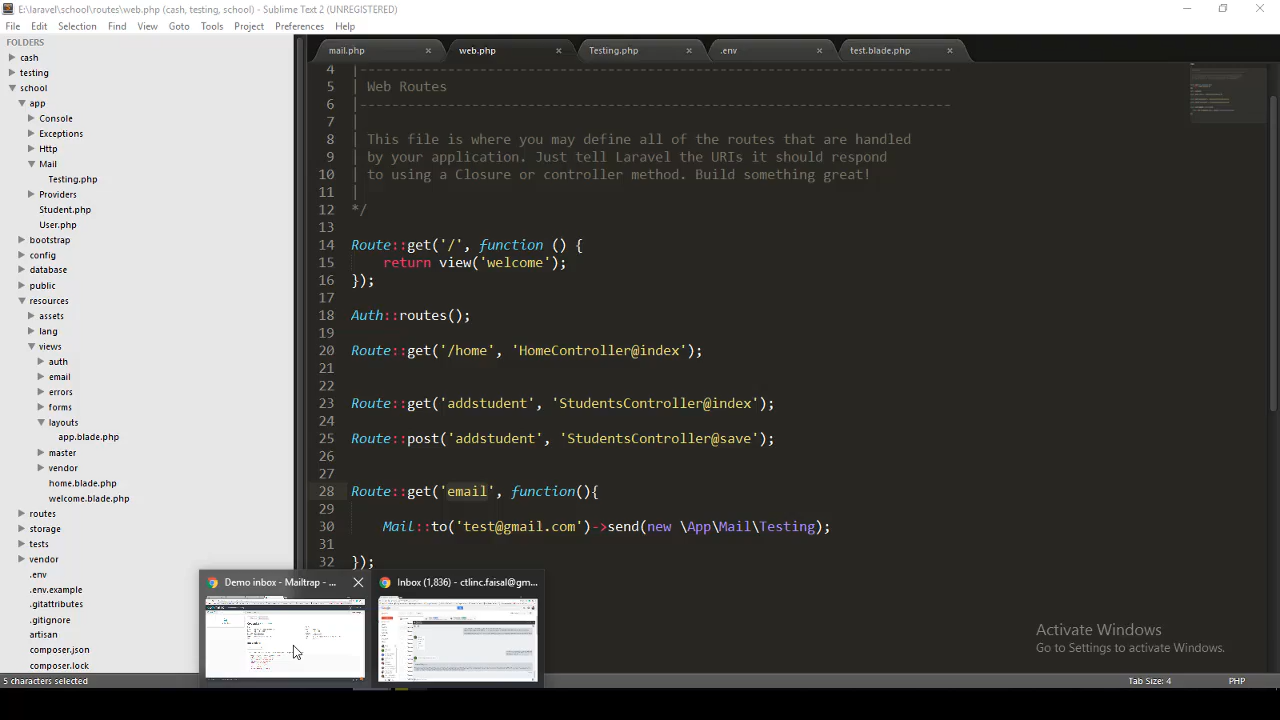 E:\laravel\school\routes\web.php (cash, testing, school) - Sublime Text 2 (UNREGISTERED)
File Edit Selection Find View Goto Tools Project Preferences Help
FOLDERS
cash
testing
school
app
Console
Exceptions
Http
Mail
Testing.php
Providers
Student.php
User.php
bootstrap
config
database
public
resources
assets
lang
views
auth
email
errors
forms
layouts
app.blade.php
master
vendor
home.blade.php
welcome.blade.php
routes
storage
tests
vendor
.env
.env.example
.gitattributes
.gitignore
artisan
composer.json
composer.lock
mail.php web.php Testing.php .env test.blade.php
4 |--------------------------------------------------------------------------
5 | Web Routes
6 |--------------------------------------------------------------------------
7 |
8 | This file is where you may define all of the routes that are handled
9 | by your application. Just tell Laravel the URIs it should respond
10 | to using a Closure or controller method. Build something great!
11 |
12 */
13
14 Route::get('/', function () {
15 return view('welcome');
16 });
17
18 Auth::routes();
19
20 Route::get('/home', 'HomeController@index');
21
22
23 Route::get('addstudent', 'StudentsController@index');
24
25 Route::post('addstudent', 'StudentsController@save');
26
27
28 Route::get('email', function(){
29
30 Mail::to('test@gmail.com')->send(new \App\Mail\Testing);
31
32 });
Demo inbox - Mailtrap - ...
Inbox (1,836) - ctlinc.faisal@gm...
Activate Windows
Go to Settings to activate Windows.
5 characters selected
Tab Size: 4 PHP